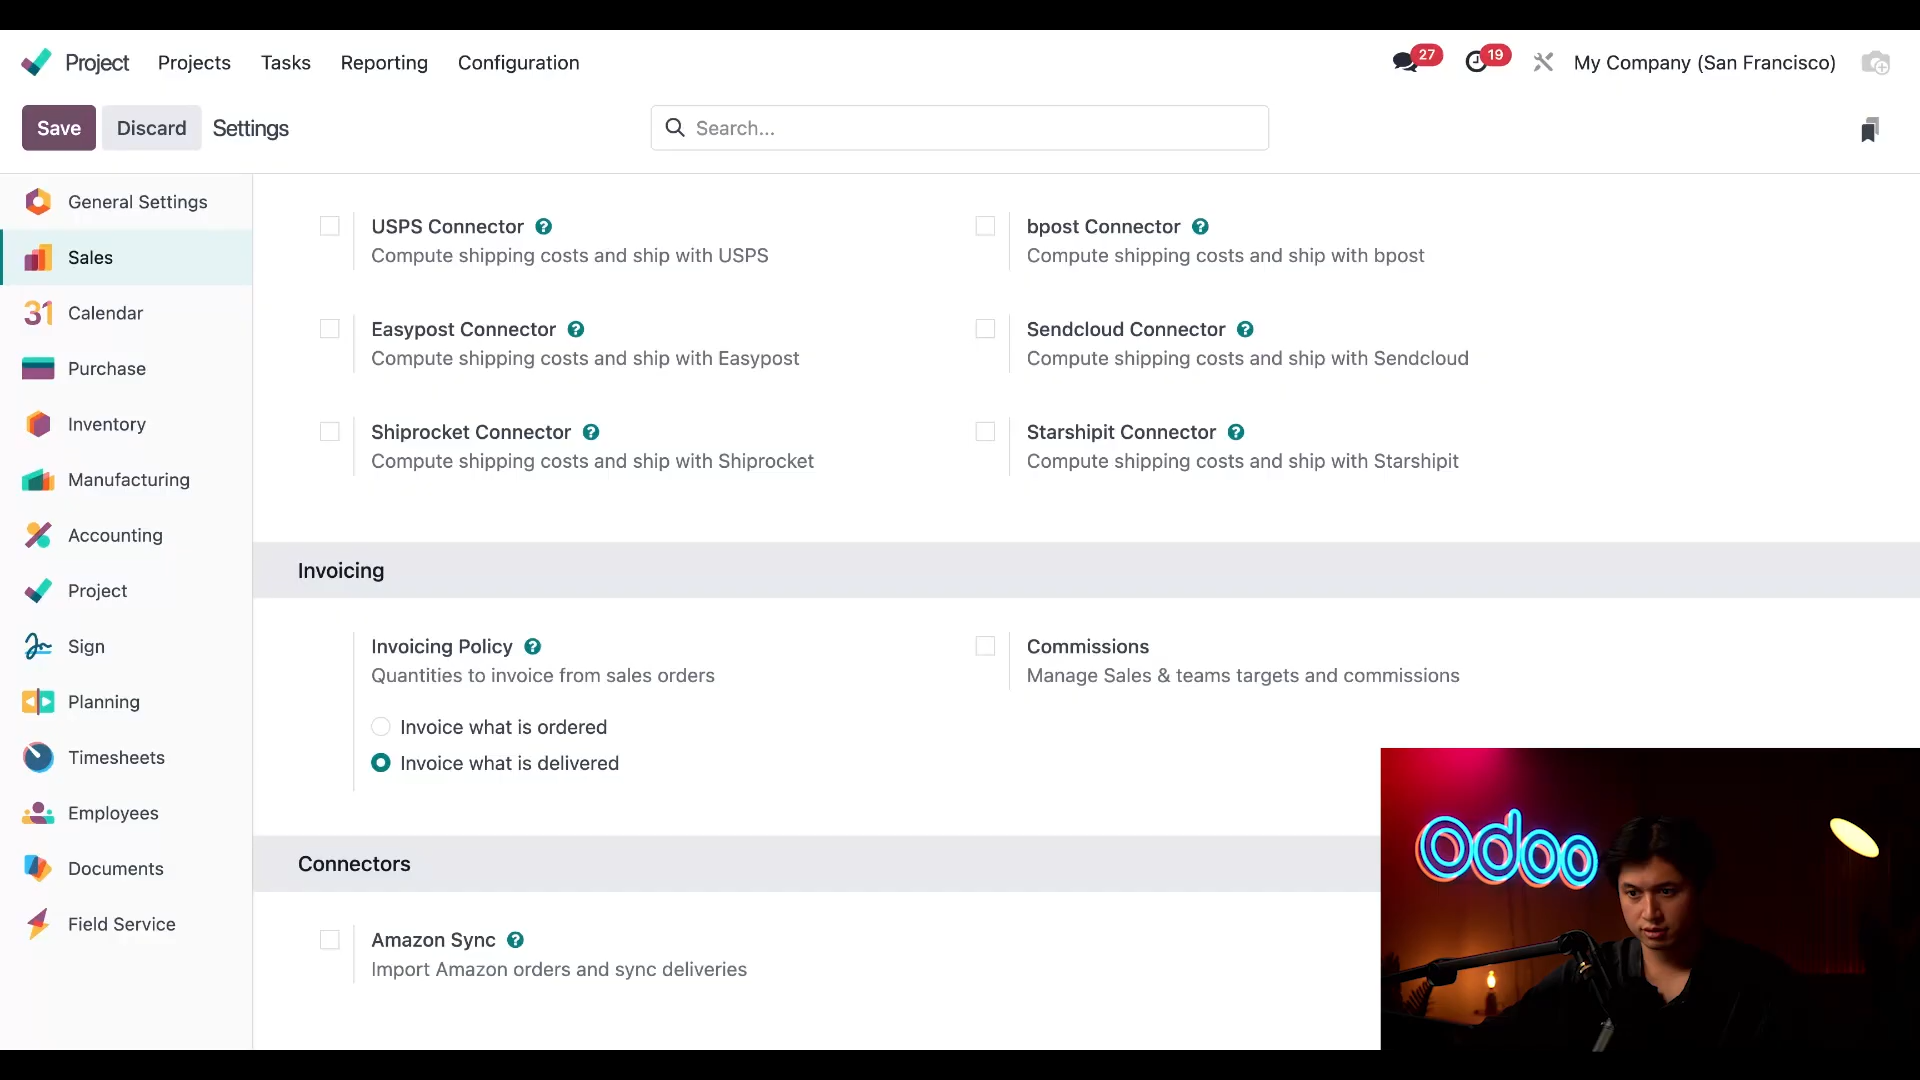 Project Projects Tasks Reporting Configuration 27 19 My Company (San Francisco)
Save Discard Settings Search...
General Settings
Sales
31 Calendar
Purchase
Inventory
Manufacturing
Accounting
Project
Sign
Planning
Timesheets
Employees
Documents
Field Service
USPS Connector ?
Compute shipping costs and ship with USPS
bpost Connector ?
Compute shipping costs and ship with bpost
Easypost Connector ?
Compute shipping costs and ship with Easypost
Sendcloud Connector ?
Compute shipping costs and ship with Sendcloud
Shiprocket Connector ?
Compute shipping costs and ship with Shiprocket
Starshipit Connector ?
Compute shipping costs and ship with Starshipit
Invoicing
Invoicing Policy ?
Quantities to invoice from sales orders
Invoice what is ordered
Invoice what is delivered
Commissions
Manage Sales & teams targets and commissions
Connectors
Amazon Sync ?
Import Amazon orders and sync deliveries
odoo